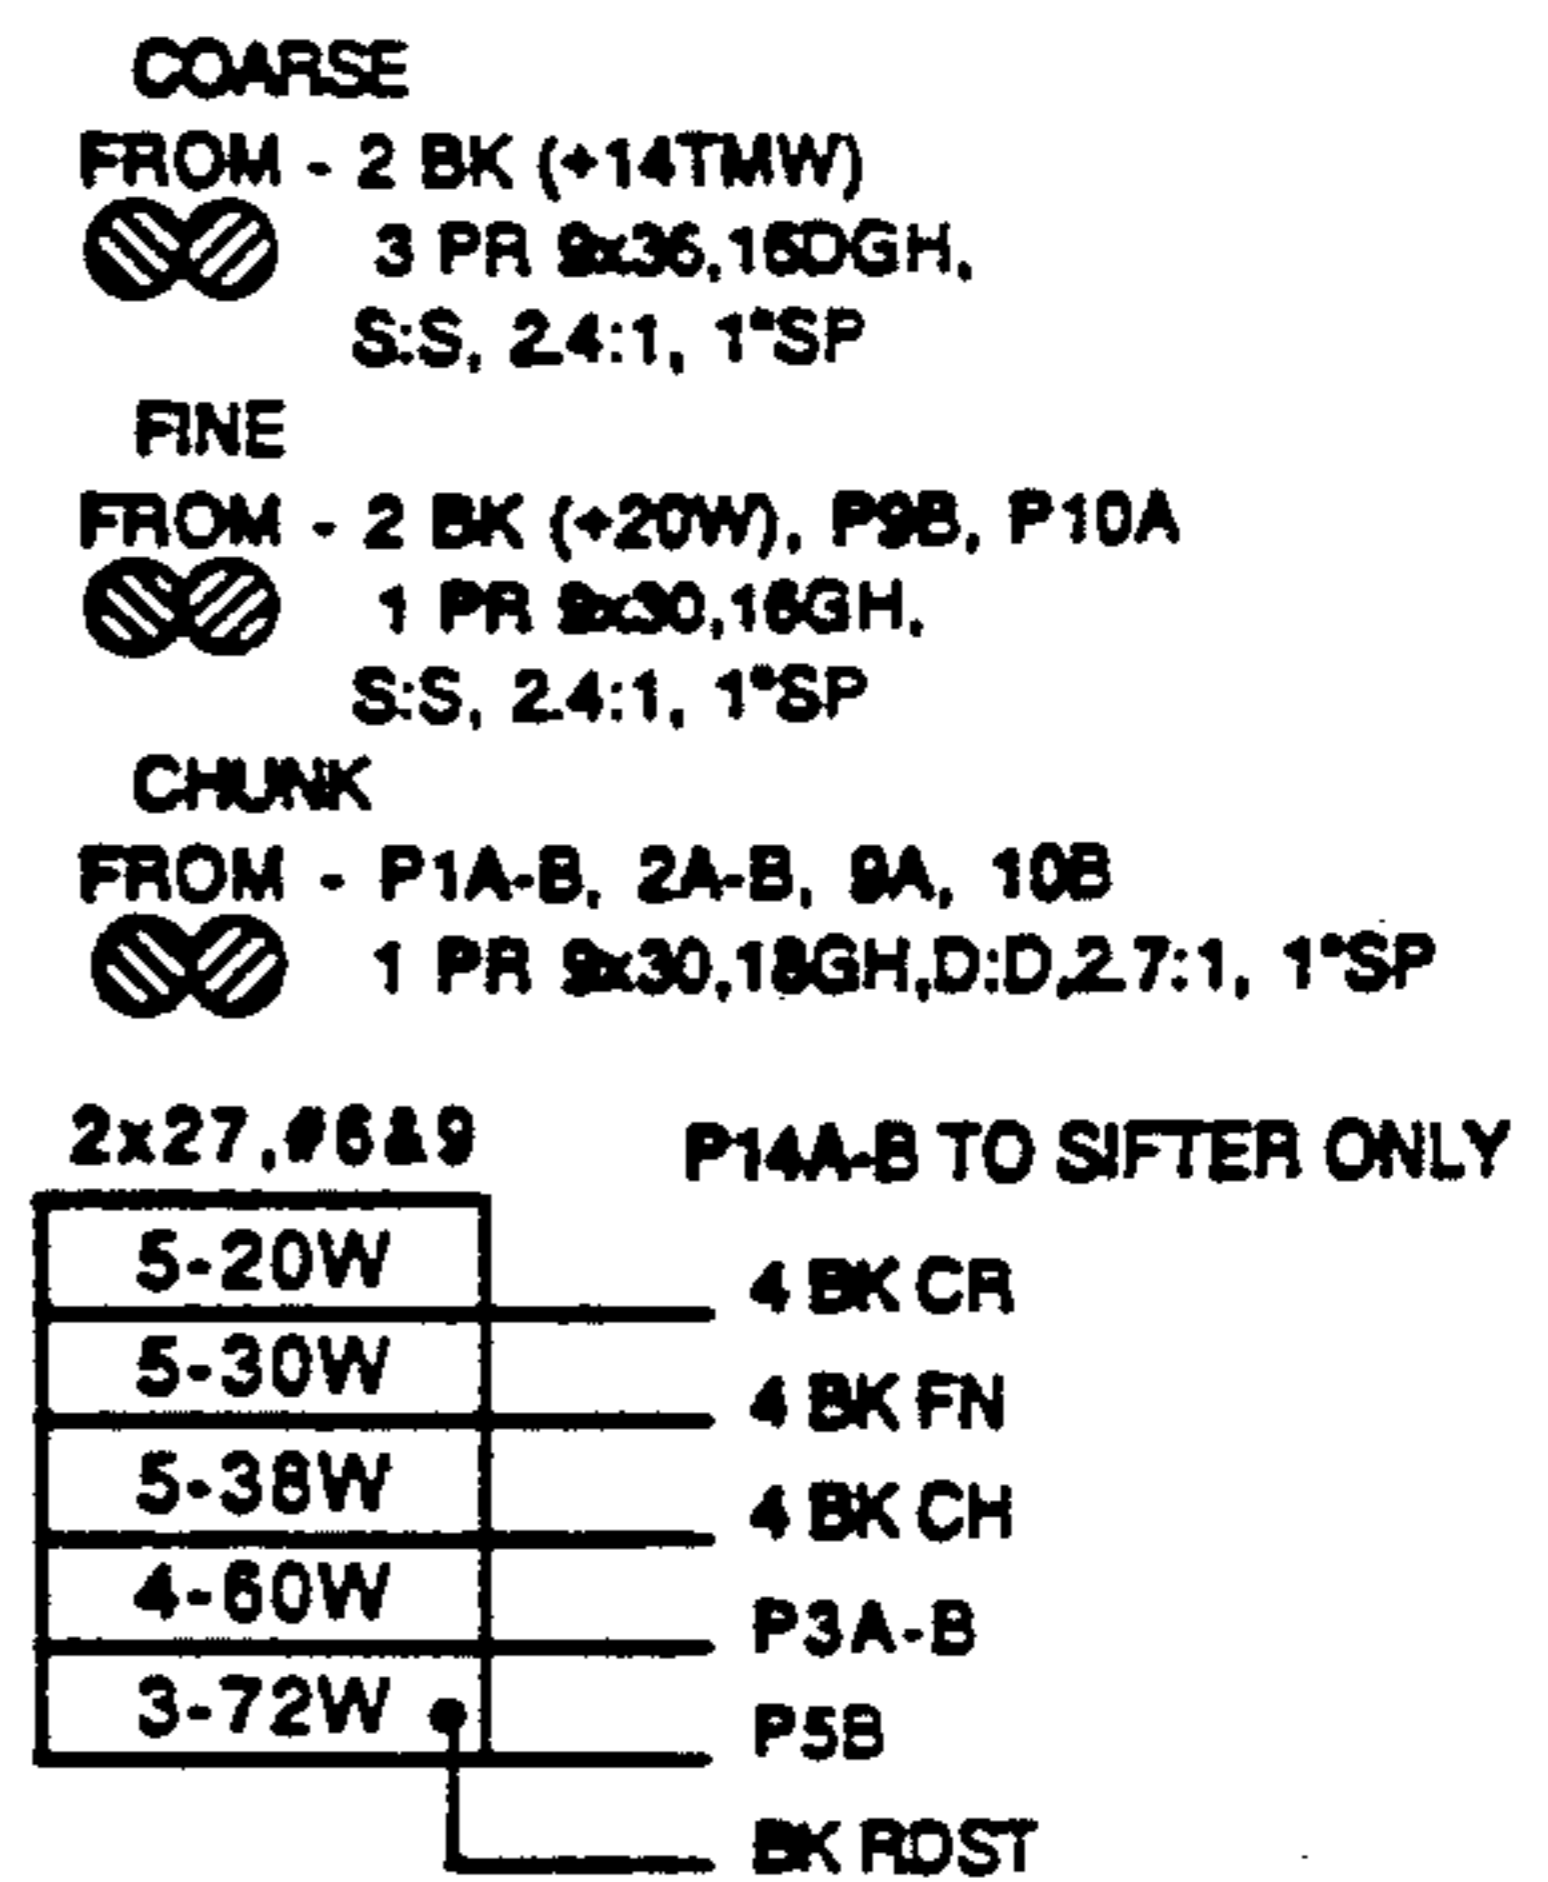 COARSE
FROM - 2 BK (+14TMW)
3 PR 9x36,16DGH,
S:S, 2.4:1, 1"SP
FINE
FROM - 2 BK (+20W), P9B, P10A
1 PR 9x30,16GH,
S:S, 2.4:1, 1"SP
CHUNK
FROM - P1A-B, 2A-B, 9A, 10B
1 PR 9x30,18GH,D:D,2.7:1, 1"SP
2x27,#6&9
P14A-B TO SIFTER ONLY
5-20W
4 BK CR
5-30W
4 BK FN
5-38W
4 BK CH
4-60W
P3A-B
3-72W
P5B
BK RDST